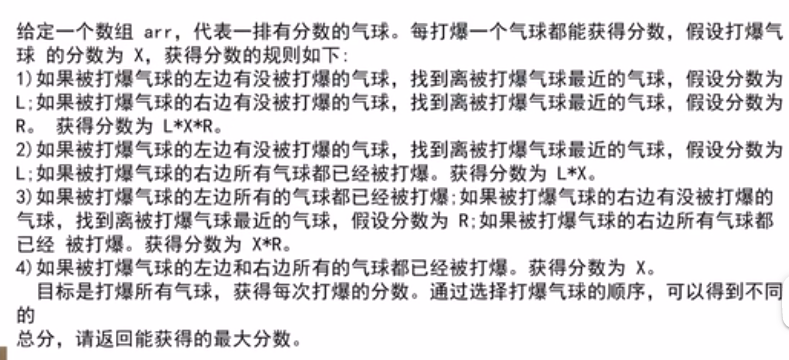 给定一个数组 arr，代表一排有分数的气球。每打爆一个气球都能获得分数，假设打爆气
球 的分数为 X，获得分数的规则如下:
1)如果被打爆气球的左边有没被打爆的气球，找到离被打爆气球最近的气球，假设分数为
L;如果被打爆气球的右边有没被打爆的气球，找到离被打爆气球最近的气球，假设分数为
R。 获得分数为 L*X*R。
2)如果被打爆气球的左边有没被打爆的气球，找到离被打爆气球最近的气球，假设分数为
L;如果被打爆气球的右边所有气球都已经被打爆。获得分数为 L*X。
3)如果被打爆气球的左边所有的气球都已经被打爆;如果被打爆气球的右边有没被打爆的
气球，找到离被打爆气球最近的气球，假设分数为 R;如果被打爆气球的右边所有气球都
已经 被打爆。获得分数为 X*R。
4)如果被打爆气球的左边和右边所有的气球都已经被打爆。获得分数为 X。
目标是打爆所有气球，获得每次打爆的分数。通过选择打爆气球的顺序，可以得到不同
的
总分，请返回能获得的最大分数。